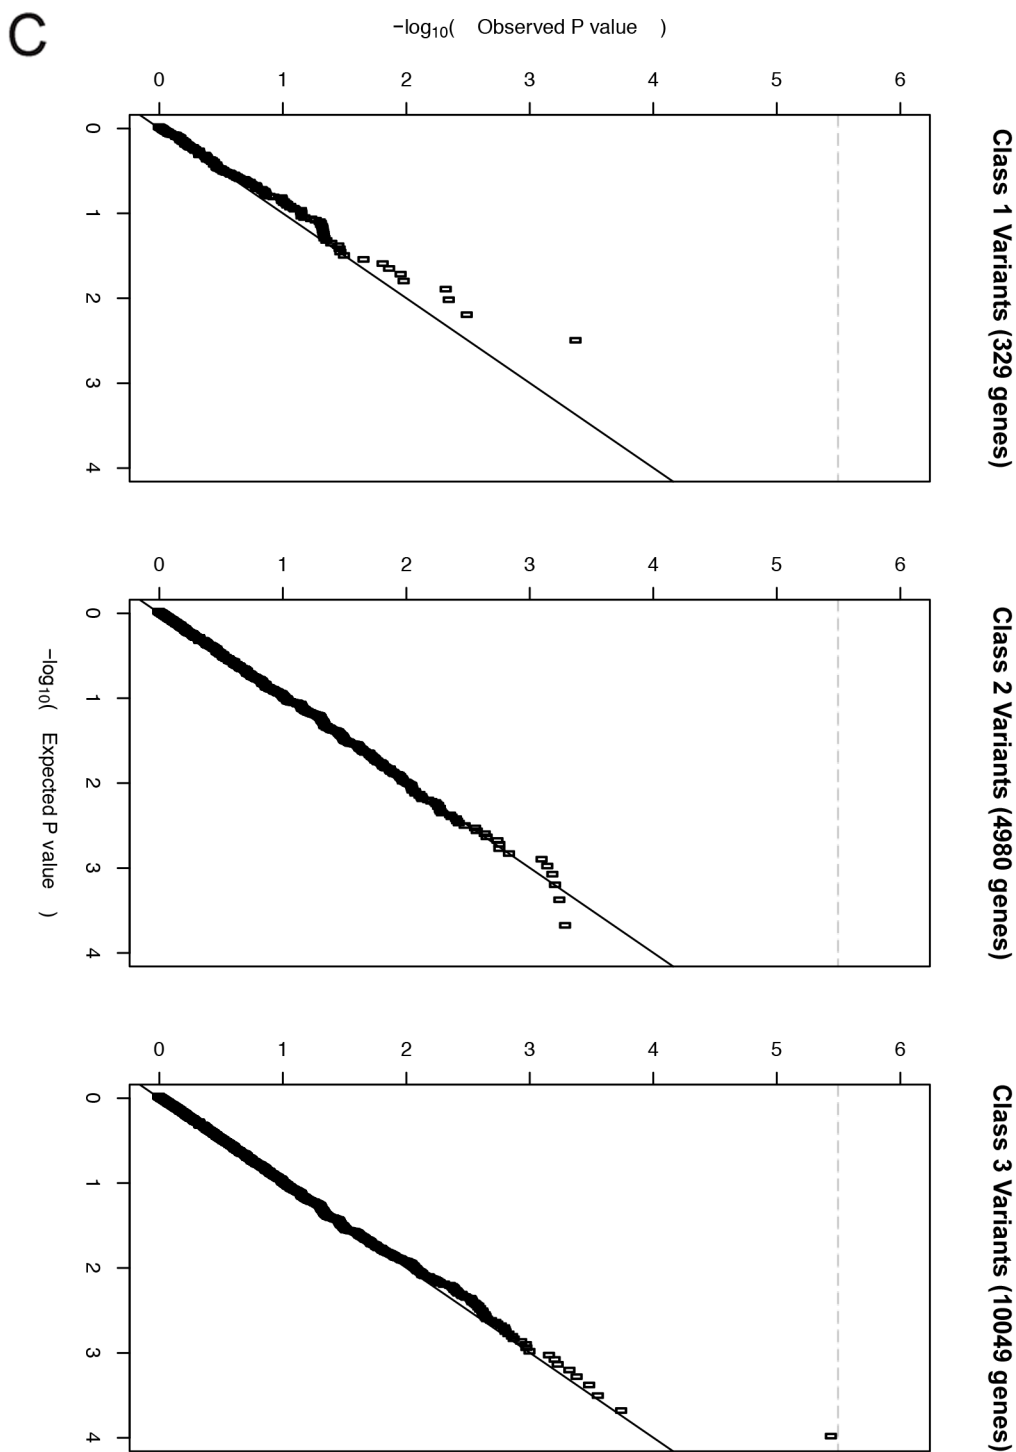 C
−log10( Observed P value )
0 1 2 3 4 5 6
0 1 2 3 4
Class 1 Variants (329 genes)
0 1 2 3 4 5 6
0 1 2 3 4
Class 2 Variants (4980 genes)
−log10( Expected P value )
0 1 2 3 4 5 6
0 1 2 3 4
Class 3 Variants (10049 genes)